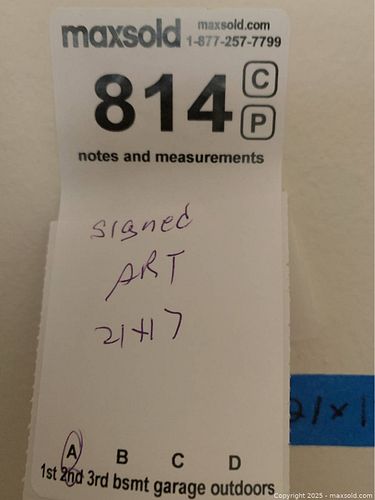 maxsold maxsold.com
1-877-257-7799
814 C
P
notes and measurements
signed
ART
21x17
21x1
A B C D
1st 2nd 3rd bsmt garage outdoors
Copyright 2025 - maxsold.com